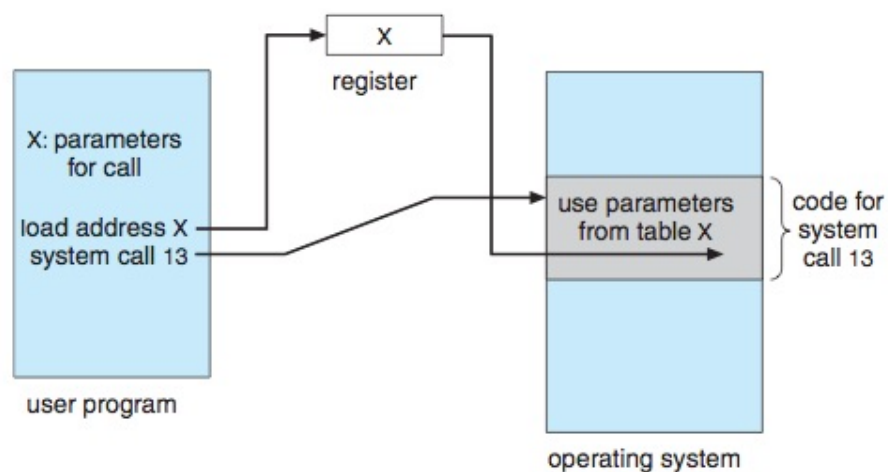 X
register
X: parameters
for call
load address X
system call 13
use parameters
from table X
code for
system
call 13
user program
operating system